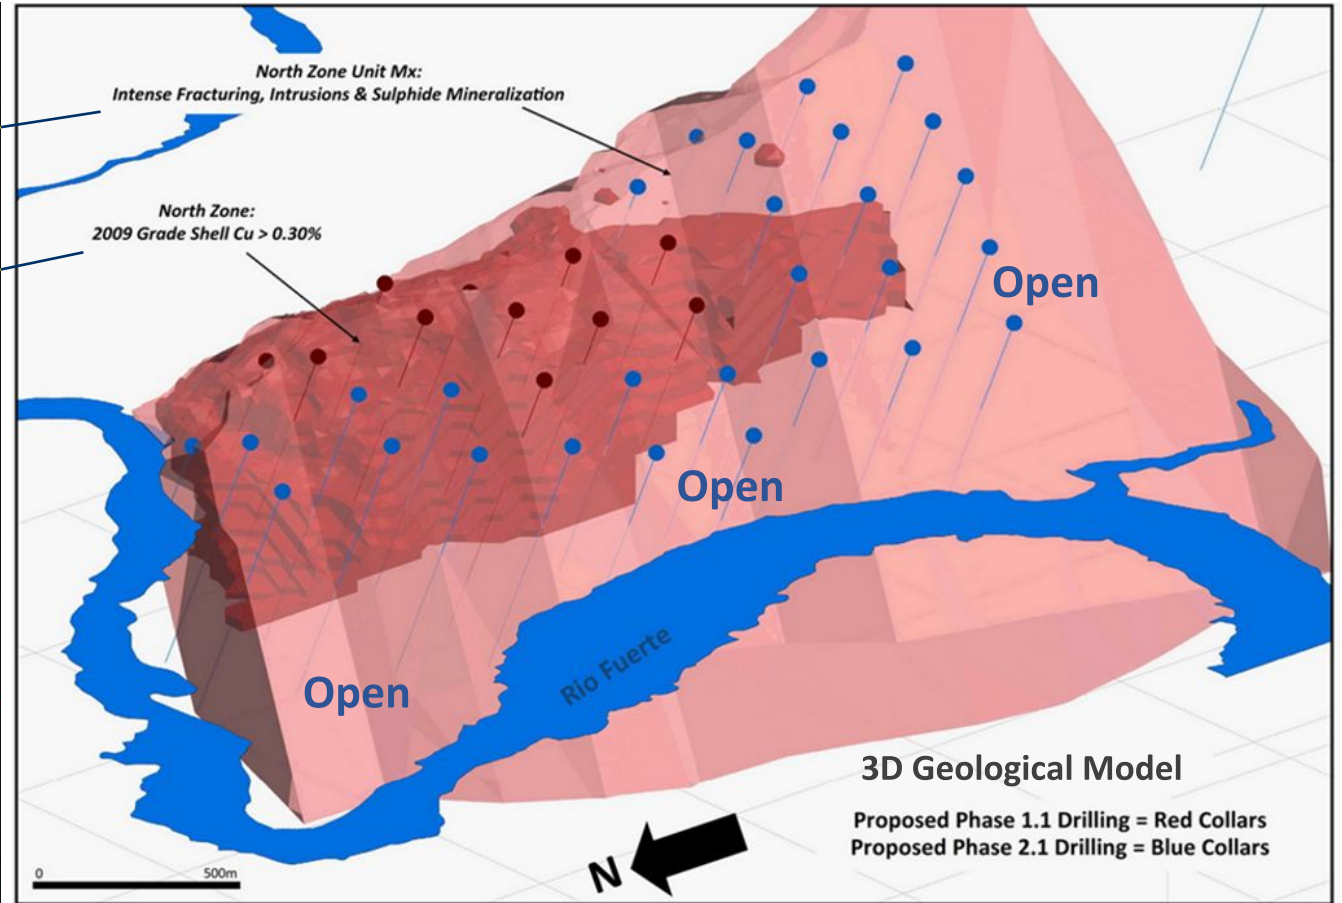 North Zone Unit Mx:
Intense Fracturing, Intrusions & Sulphide Mineralization
North Zone:
2009 Grade Shell Cu > 0.30%
Open
Open
Open
Rio Fuerte
3D Geological Model
Proposed Phase 1.1 Drilling = Red Collars
Proposed Phase 2.1 Drilling = Blue Collars
N
0 500m